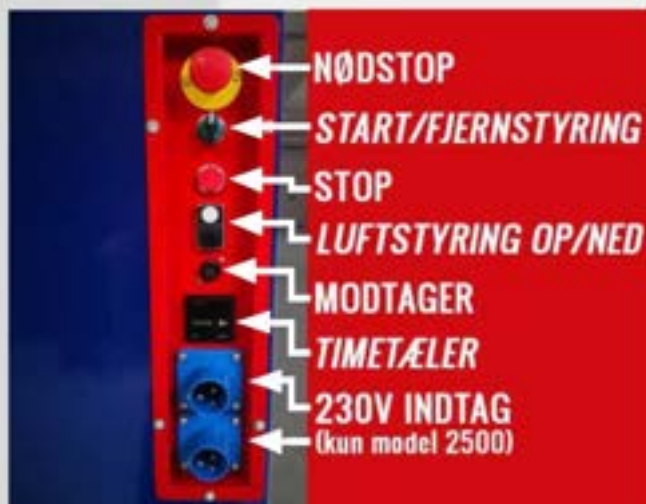 NØDSTOP
START/FJERNSTYRING
STOP
LUFTSTYRING OP/NED
MODTAGER
TIMETÆLER
230V INDTAG
(kun model 2500)